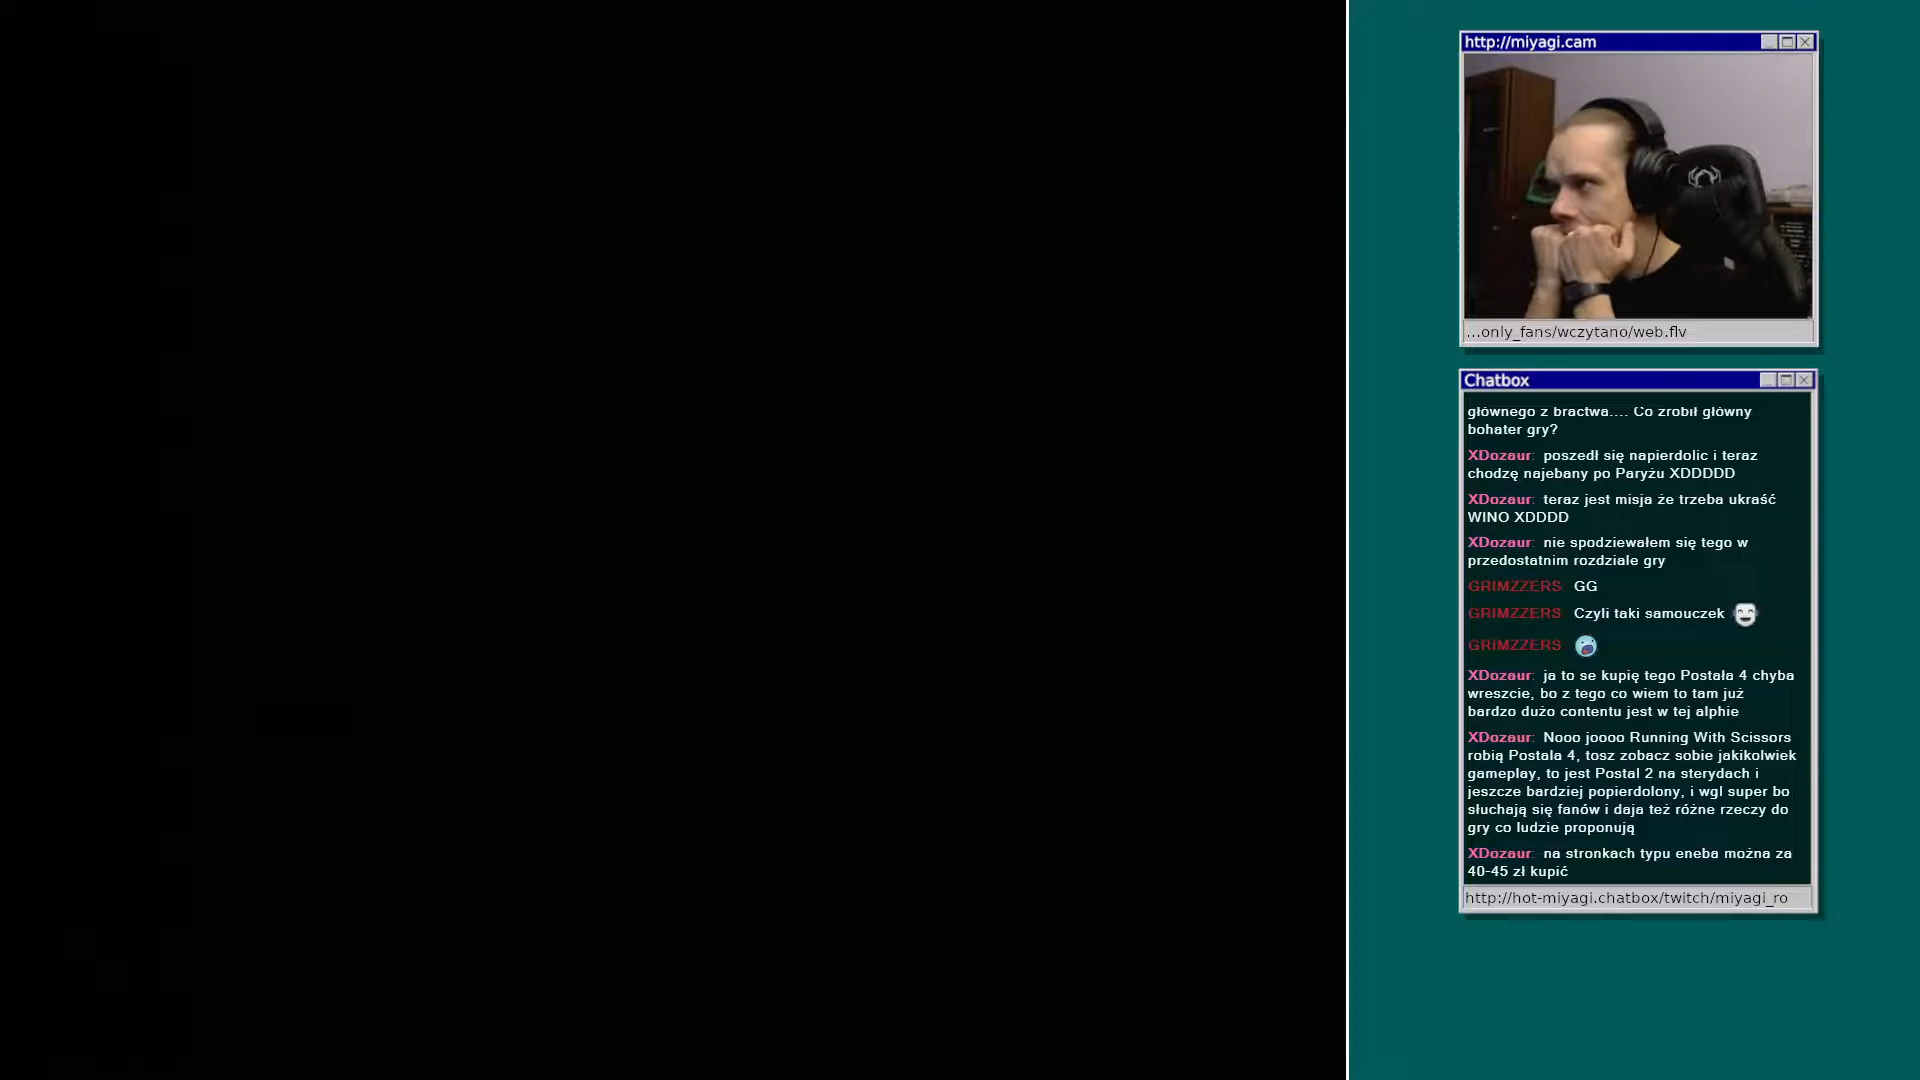 http://miyagi.cam
...only_fans/wczytano/web.flv
Chatbox
głównego z bractwa.... Co zrobił główny
bohater gry?
XDozaur: poszedł się napierdolic i teraz
chodzę najebany po Paryżu XDDDDD
XDozaur: teraz jest misja że trzeba ukraść
WINO XDDDD
XDozaur: nie spodziewałem się tego w
przedostatnim rozdziale gry
GRIMZZERS GG
GRIMZZERS Czyli taki samouczek
GRIMZZERS
XDozaur: ja to se kupię tego Postala 4 chyba
wreszcie, bo z tego co wiem to tam już
bardzo dużo contentu jest w tej alphie
XDozaur: Nooo joooo Running With Scissors
robią Postala 4, tosz zobacz sobie jakikolwiek
gameplay, to jest Postal 2 na sterydach i
jeszcze bardziej popierdolony, i wgl super bo
słuchają się fanów i daja też różne rzeczy do
gry co ludzie proponują
XDozaur: na stronkach typu eneba można za
40-45 zł kupić
http://hot-miyagi.chatbox/twitch/miyagi_ro